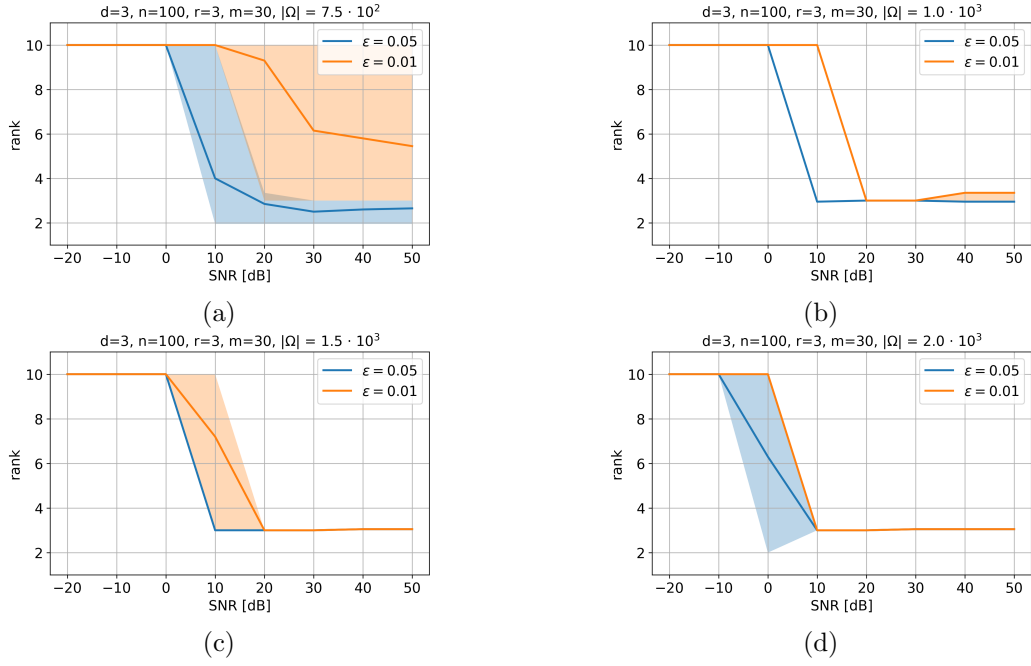 d=3, n=100, r=3, m=30, |Ω| = 7.5 · 10²
rank
10
8
6
4
2
ε = 0.05
ε = 0.01
−20 −10 0 10 20 30 40 50
SNR [dB]
(a)
d=3, n=100, r=3, m=30, |Ω| = 1.0 · 10³
rank
10
8
6
4
2
ε = 0.05
ε = 0.01
−20 −10 0 10 20 30 40 50
SNR [dB]
(b)
d=3, n=100, r=3, m=30, |Ω| = 1.5 · 10³
rank
10
8
6
4
2
ε = 0.05
ε = 0.01
−20 −10 0 10 20 30 40 50
SNR [dB]
(c)
d=3, n=100, r=3, m=30, |Ω| = 2.0 · 10³
rank
10
8
6
4
2
ε = 0.05
ε = 0.01
−20 −10 0 10 20 30 40 50
SNR [dB]
(d)